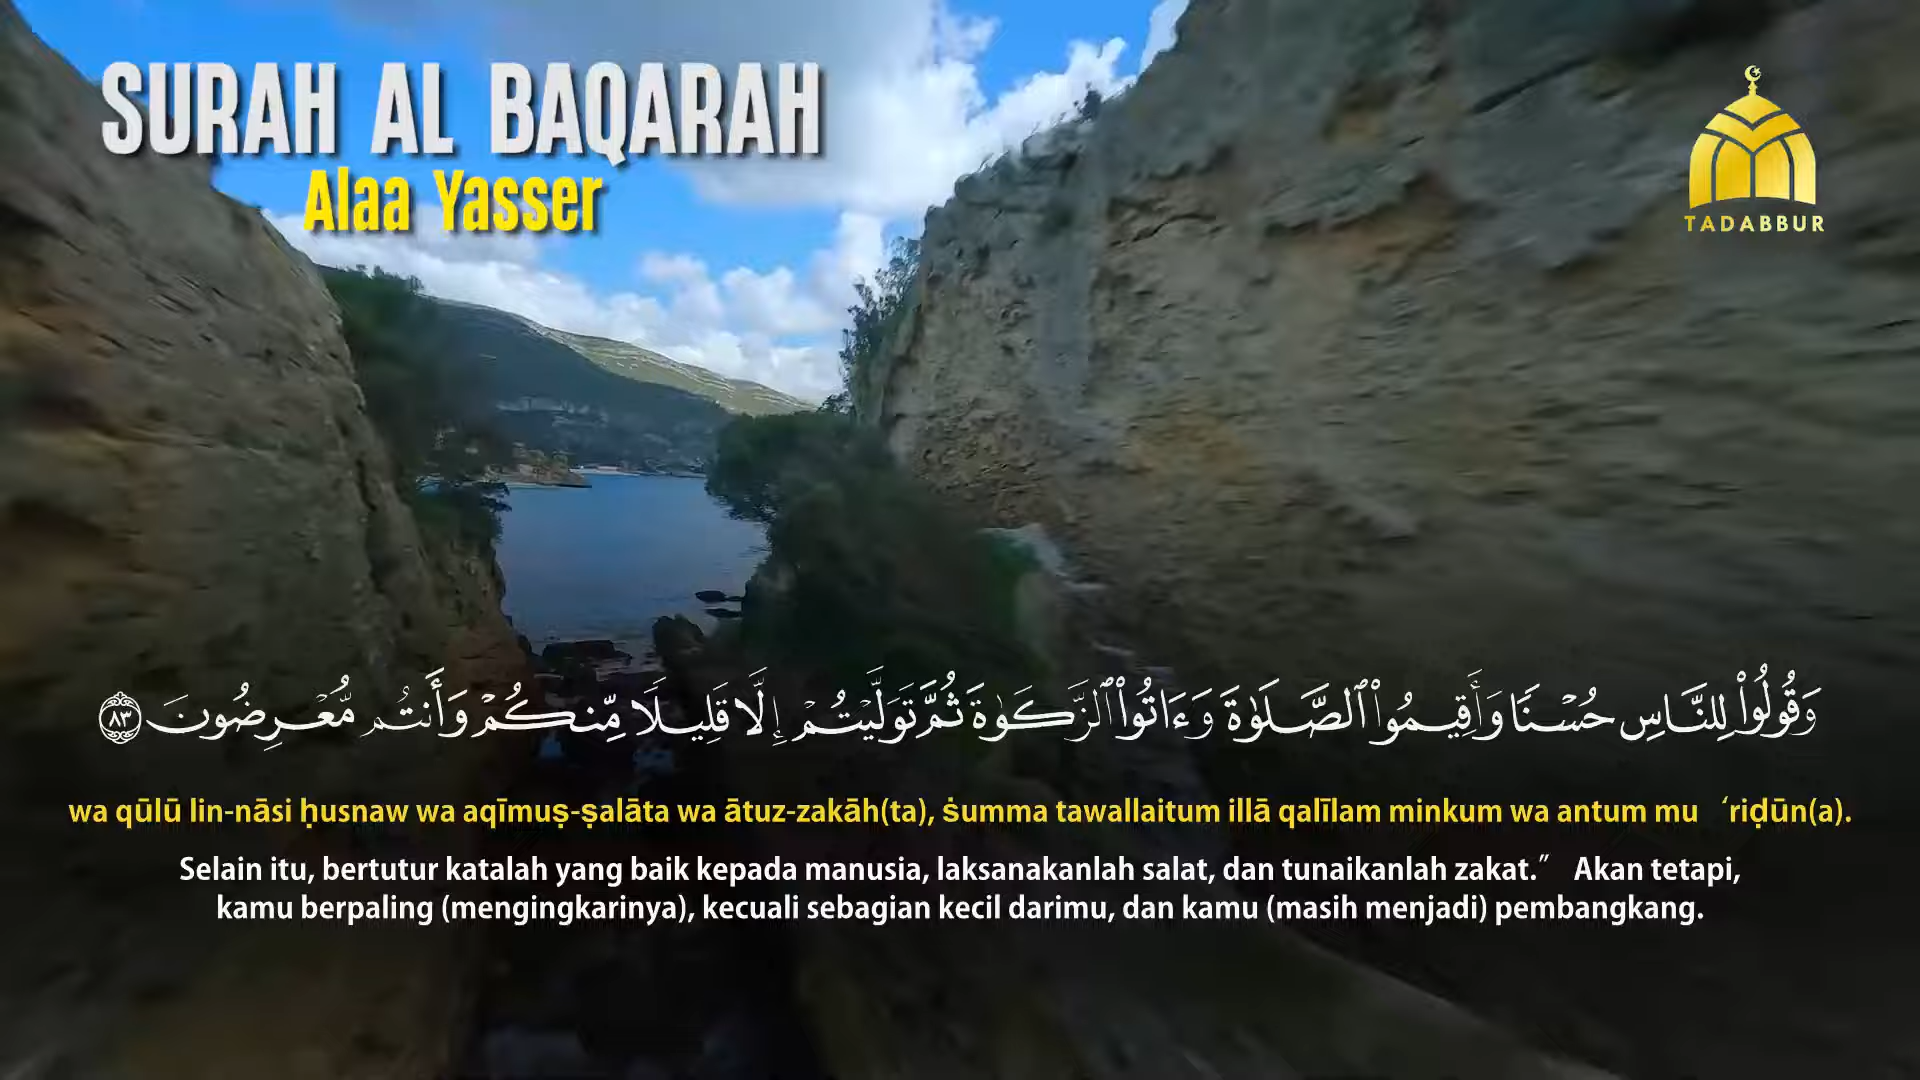 SURAH AL BAQARAH
Alaa Yasser
TADABBUR
وَقُولُوا۟ لِلنَّاسِ حُسْنًا وَأَقِيمُوا۟ ٱلصَّلَوٰةَ وَءَاتُوا۟ ٱلزَّكَوٰةَ ثُمَّ تَوَلَّيْتُمْ إِلَّا قَلِيلًا مِّنكُمْ وَأَنتُم مُّعْرِضُونَ ٨٣
wa qūlū lin-nāsi ḥusnaw wa aqīmuṣ-ṣalāta wa ātuz-zakāh(ta), ṡumma tawallaitum illā qalīlam minkum wa antum mu ‘riḍūn(a).
Selain itu, bertutur katalah yang baik kepada manusia, laksanakanlah salat, dan tunaikanlah zakat.” Akan tetapi,
kamu berpaling (mengingkarinya), kecuali sebagian kecil darimu, dan kamu (masih menjadi) pembangkang.